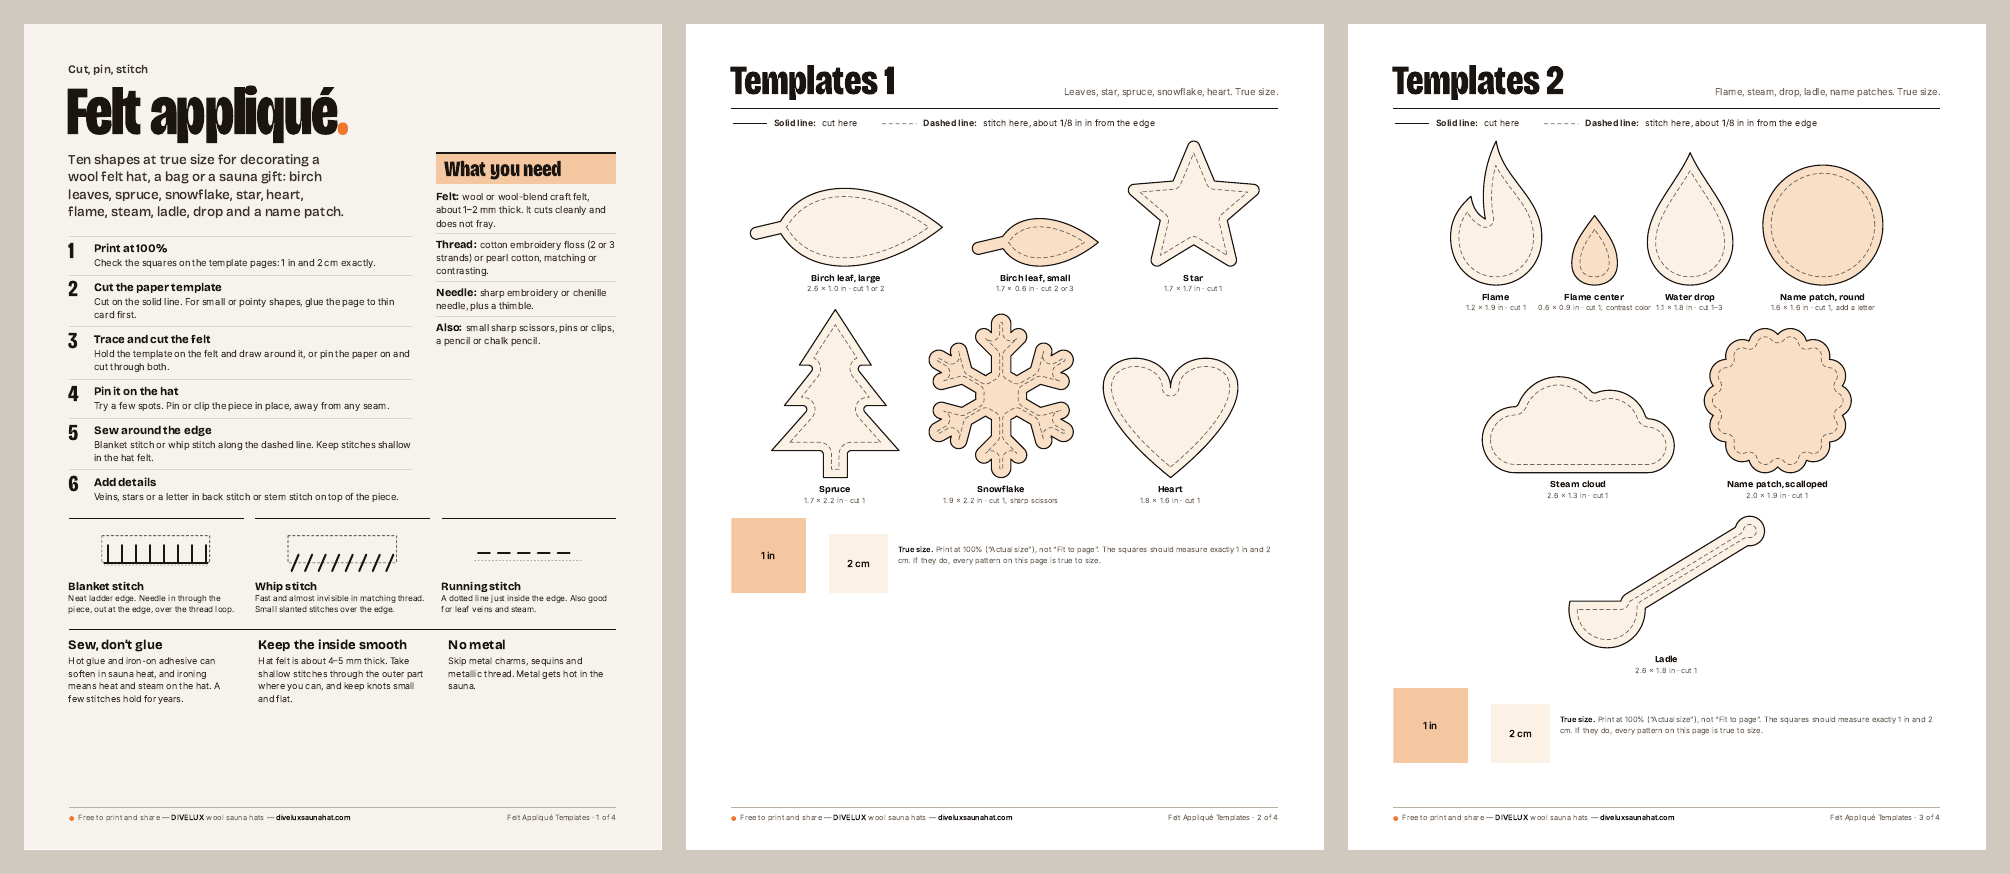 Cut, pin, stitch
Felt appliqué.
Ten shapes at true size for decorating a
wool felt hat, a bag or a sauna gift: birch
leaves, spruce, snowflake, star, heart,
flame, steam, ladle, drop and a name patch.
1
Print at 100%
Check the squares on the template pages: 1 in and 2 cm exactly.
2
Cut the paper template
Cut on the solid line. For small or pointy shapes, glue the page to thin
card first.
3
Trace and cut the felt
Hold the template on the felt and draw around it, or pin the paper on and
cut through both.
4
Pin it on the hat
Try a few spots. Pin or clip the piece in place, away from any seam.
5
Sew around the edge
Blanket stitch or whip stitch along the dashed line. Keep stitches shallow
in the hat felt.
6
Add details
Veins, stars or a letter in back stitch or stem stitch on top of the piece.
What you need
Felt: wool or wool-blend craft felt,
about 1–2 mm thick. It cuts cleanly and
does not fray.
Thread: cotton embroidery floss (2 or 3
strands) or pearl cotton, matching or
contrasting.
Needle: sharp embroidery or chenille
needle, plus a thimble.
Also: small sharp scissors, pins or clips,
a pencil or chalk pencil.
Blanket stitch
Neat ladder edge. Needle in through the
piece, out at the edge, over the thread loop.
Whip stitch
Fast and almost invisible in matching thread.
Small slanted stitches over the edge.
Running stitch
A dotted line just inside the edge. Also good
for leaf veins and steam.
Sew, don't glue
Hot glue and iron-on adhesive can
soften in sauna heat, and ironing
means heat and steam on the hat. A
few stitches hold for years.
Keep the inside smooth
Hat felt is about 4–5 mm thick. Take
shallow stitches through the outer part
where you can, and keep knots small
and flat.
No metal
Skip metal charms, sequins and
metallic thread. Metal gets hot in the
sauna.
Free to print and share — DIVELUX wool sauna hats — diveluxsaunahat.com
Felt Appliqué Templates · 1 of 4
Templates 1
Leaves, star, spruce, snowflake, heart. True size.
Solid line: cut here
Dashed line: stitch here, about 1/8 in in from the edge
Birch leaf, large
2.6 × 1.0 in · cut 1 or 2
Birch leaf, small
1.7 × 0.6 in · cut 2 or 3
Star
1.7 × 1.7 in · cut 1
Spruce
1.7 × 2.2 in · cut 1
Snowflake
1.9 × 2.2 in · cut 1, sharp scissors
Heart
1.8 × 1.6 in · cut 1
1 in
2 cm
True size. Print at 100% ("Actual size"), not "Fit to page". The squares should measure exactly 1 in and 2
cm. If they do, every pattern on this page is true to size.
Free to print and share — DIVELUX wool sauna hats — diveluxsaunahat.com
Felt Appliqué Templates · 2 of 4
Templates 2
Flame, steam, drop, ladle, name patches. True size.
Solid line: cut here
Dashed line: stitch here, about 1/8 in in from the edge
Flame
1.2 × 1.9 in · cut 1
Flame center
0.6 × 0.9 in · cut 1, contrast color
Water drop
1.1 × 1.8 in · cut 1–3
Name patch, round
1.6 × 1.6 in · cut 1, add a letter
Steam cloud
2.6 × 1.3 in · cut 1
Name patch, scalloped
2.0 × 1.9 in · cut 1
Ladle
2.6 × 1.8 in · cut 1
1 in
2 cm
True size. Print at 100% ("Actual size"), not "Fit to page". The squares should measure exactly 1 in and 2
cm. If they do, every pattern on this page is true to size.
Free to print and share — DIVELUX wool sauna hats — diveluxsaunahat.com
Felt Appliqué Templates · 3 of 4